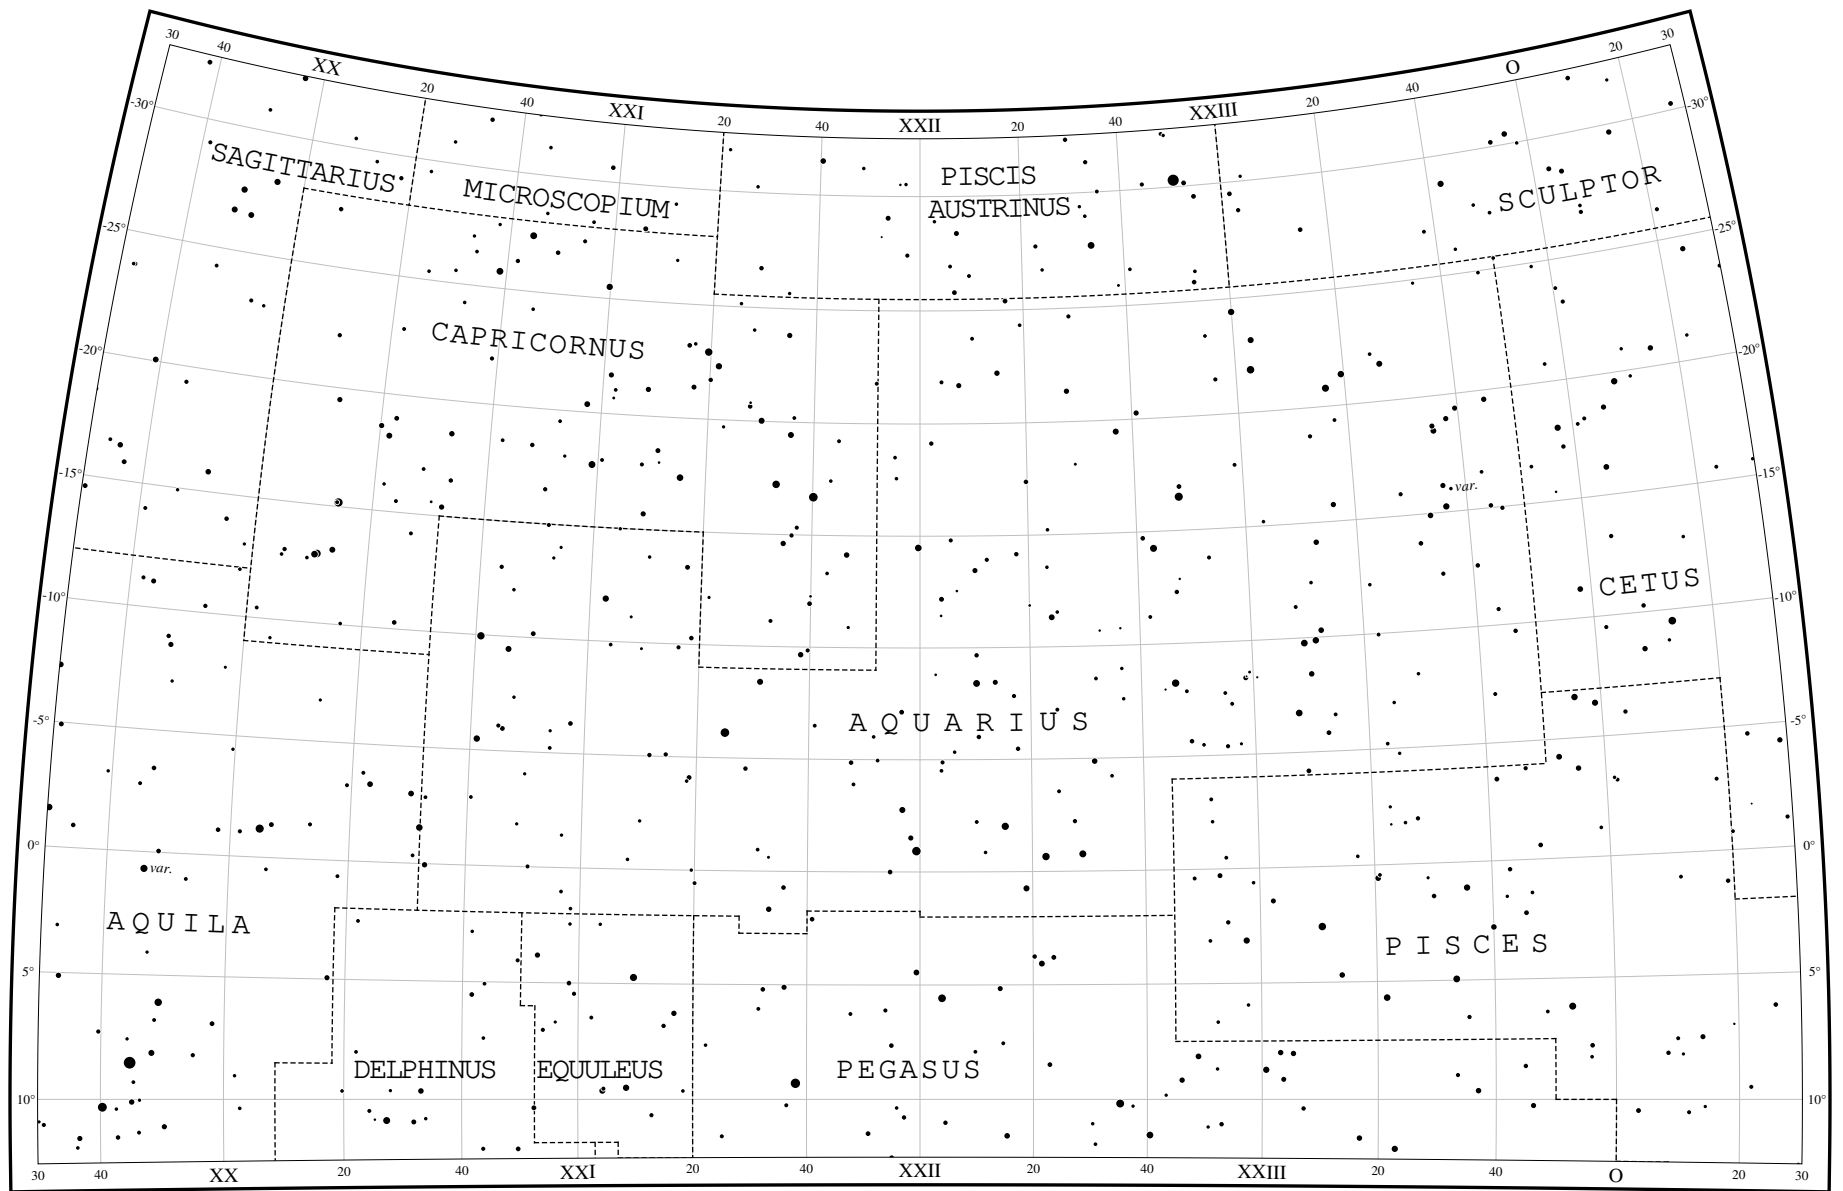 30 40 XX 20 40 XXI 20 40 XXII 20 40 XXIII 20 40 O 20 30
-30° -30°
SAGITTARIUS MICROSCOPIUM PISCIS SCULPTOR
AUSTRINUS
-25° -25°
CAPRICORNUS
-20° -20°
-15° var. -15°
CETUS
-10° -10°
AQUARIUS
-5° -5°
0° 0°
var.
AQUILA PISCES
5° 5°
DELPHINUS EQUULEUS PEGASUS
10° 10°
30 40 XX 20 40 XXI 20 40 XXII 20 40 XXIII 20 40 O 20 30